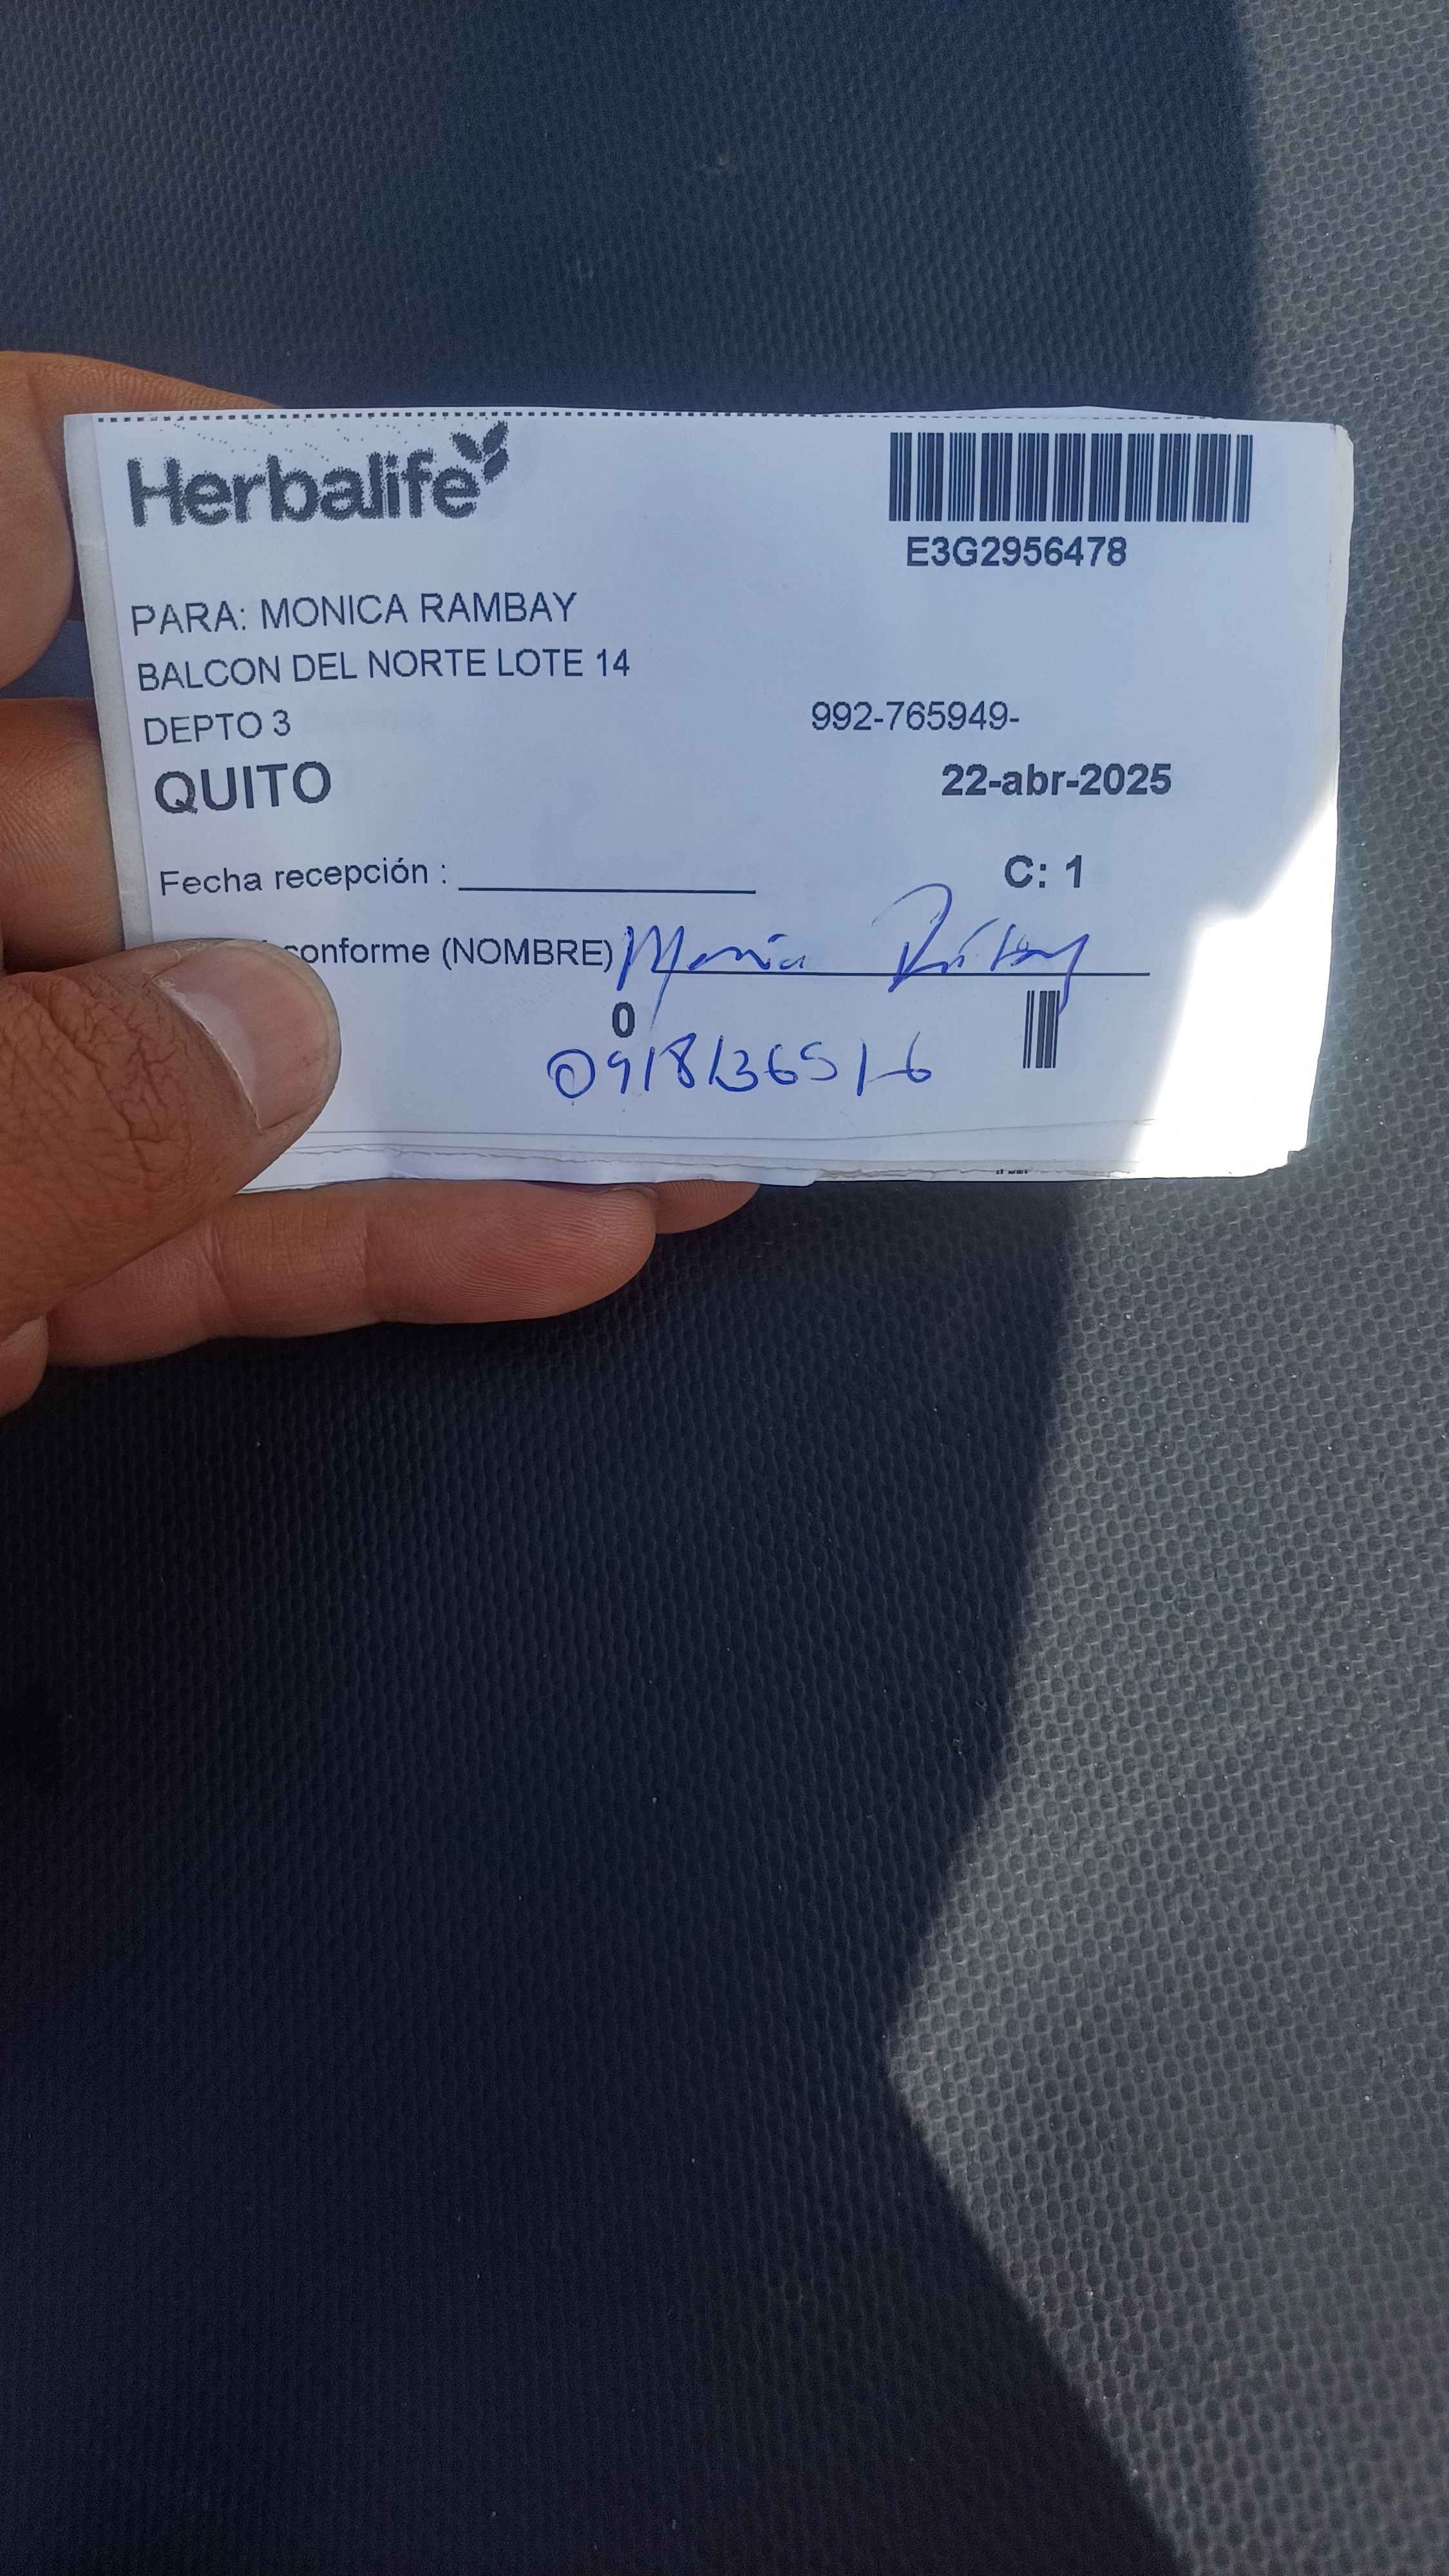 Herbalife
E3G2956478
PARA: MONICA RAMBAY
BALCON DEL NORTE LOTE 14
DEPTO 3
992-765949-
QUITO
22-abr-2025
Fecha recepción :
C: 1
conforme (NOMBRE)
0